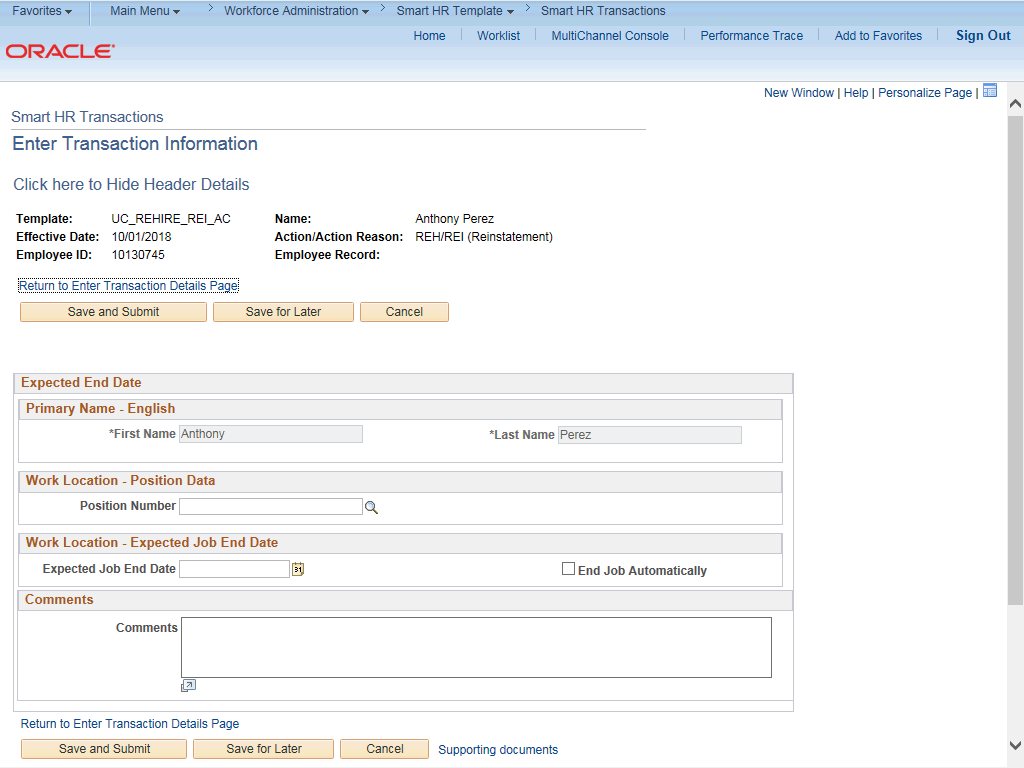 Favorites Main Menu > Workforce Administration > Smart HR Template > Smart HR Transactions
Home Worklist MultiChannel Console Performance Trace Add to Favorites Sign Out
ORACLE
New Window | Help | Personalize Page |
Smart HR Transactions
Enter Transaction Information
Click here to Hide Header Details
Template: UC_REHIRE_REI_AC Name: Anthony Perez
Effective Date: 10/01/2018 Action/Action Reason: REH/REI (Reinstatement)
Employee ID: 10130745 Employee Record:
Return to Enter Transaction Details Page
Save and Submit Save for Later Cancel
Expected End Date
Primary Name - English
*First Name Anthony *Last Name Perez
Work Location - Position Data
Position Number
Work Location - Expected Job End Date
Expected Job End Date 31 End Job Automatically
Comments
Comments
Return to Enter Transaction Details Page
Save and Submit Save for Later Cancel Supporting documents